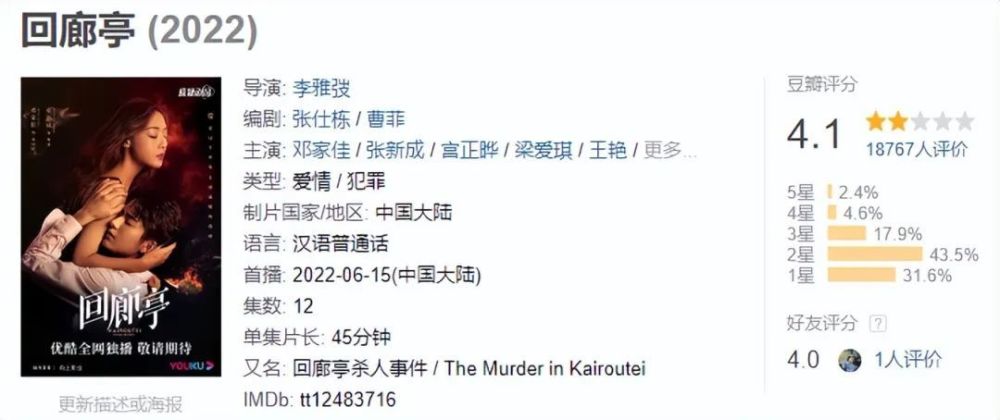 回廊亭 (2022)
导演: 李雅弢
编剧: 张仕栋 / 曹菲
主演: 邓家佳 / 张新成 / 宫正晔 / 梁爱琪 / 王艳 / 更多...
类型: 爱情 / 犯罪
制片国家/地区: 中国大陆
语言: 汉语普通话
首播: 2022-06-15(中国大陆)
集数: 12
单集片长: 45分钟
又名: 回廊亭杀人事件 / The Murder in Kairoutei
IMDb: tt12483716
回廊亭
优酷全网独播 敬请期待
YOUKU
更新描述或海报
豆瓣评分
4.1
18767人评价
5星 2.4%
4星 4.6%
3星 17.9%
2星 43.5%
1星 31.6%
好友评分 ?
4.0 1人评价